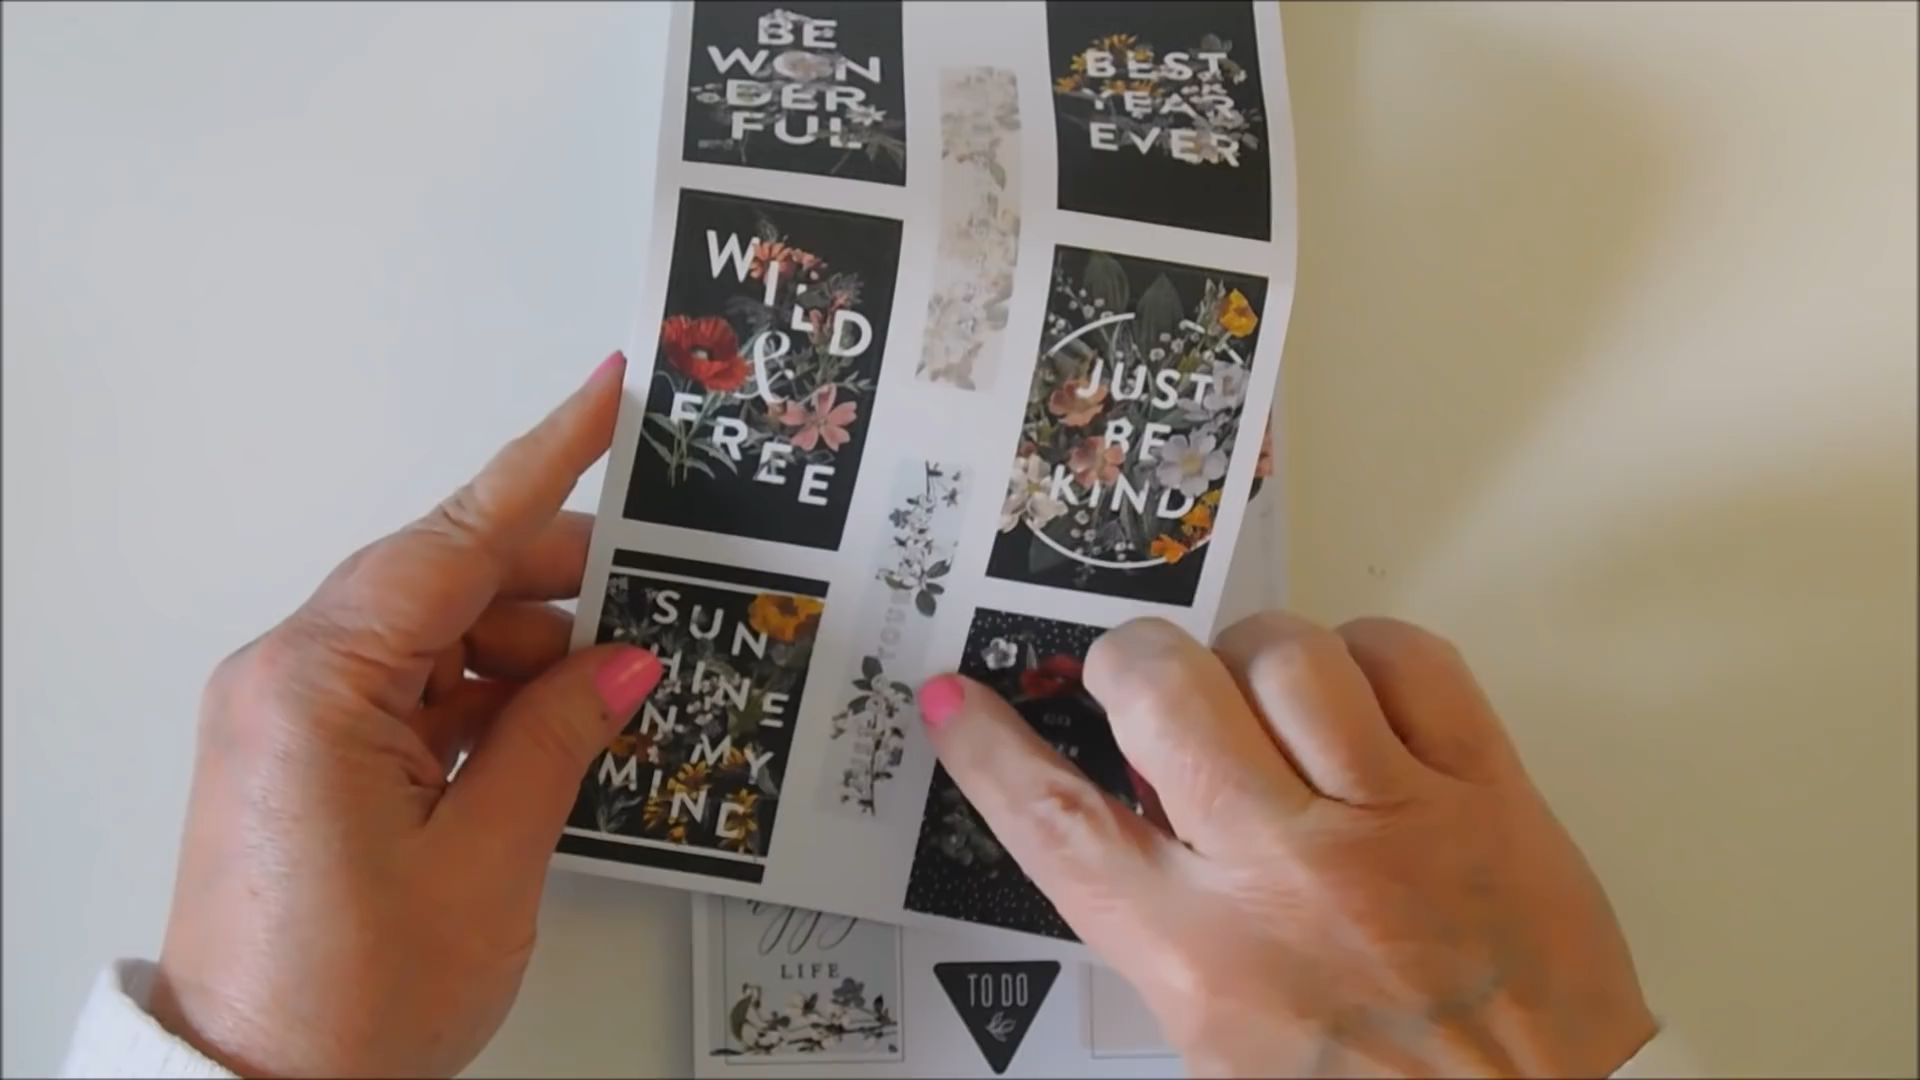 BE
WON
DER
FUL
BEST
YEAR
EVER
WILD
&
FREE
JUST
BE
KIND
SUN
SHINE
IN MY
MIND
LIFE
TO DO